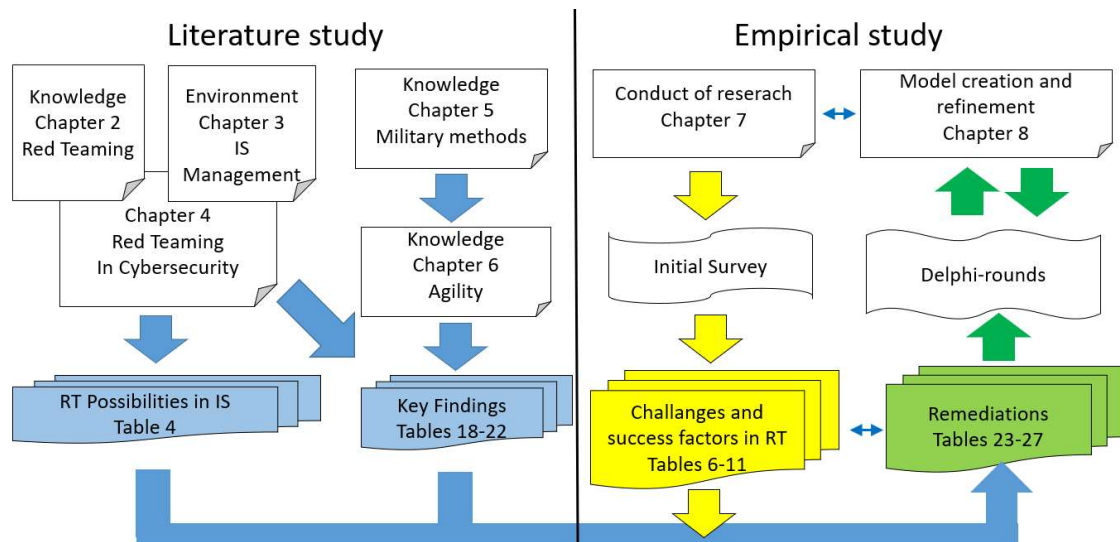 Literature study
Knowledge
Chapter 2
Red Teaming
Environment
Chapter 3
IS
Management
Chapter 4
Red Teaming
In Cybersecurity
Knowledge
Chapter 5
Military methods
Knowledge
Chapter 6
Agility
RT Possibilities in IS
Table 4
Key Findings
Tables 18-22
Empirical study
Conduct of reserach
Chapter 7
Model creation and
refinement
Chapter 8
Initial Survey
Delphi-rounds
Challanges and
success factors in RT
Tables 6-11
Remediations
Tables 23-27